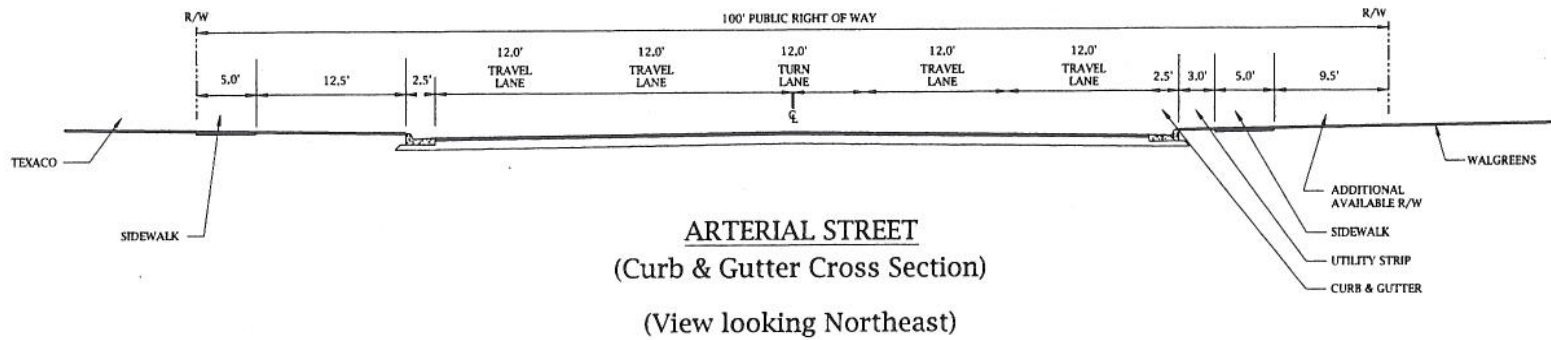 R/W
100' PUBLIC RIGHT OF WAY
R/W
5.0'
12.5'
2.5'
12.0'
TRAVEL
LANE
12.0'
TRAVEL
LANE
12.0'
TURN
LANE
12.0'
TRAVEL
LANE
12.0'
TRAVEL
LANE
2.5'
3.0'
5.0'
9.5'
℄
TEXACO
SIDEWALK
WALGREENS
ADDITIONAL
AVAILABLE R/W
SIDEWALK
UTILITY STRIP
CURB & GUTTER
ARTERIAL STREET
(Curb & Gutter Cross Section)
(View looking Northeast)